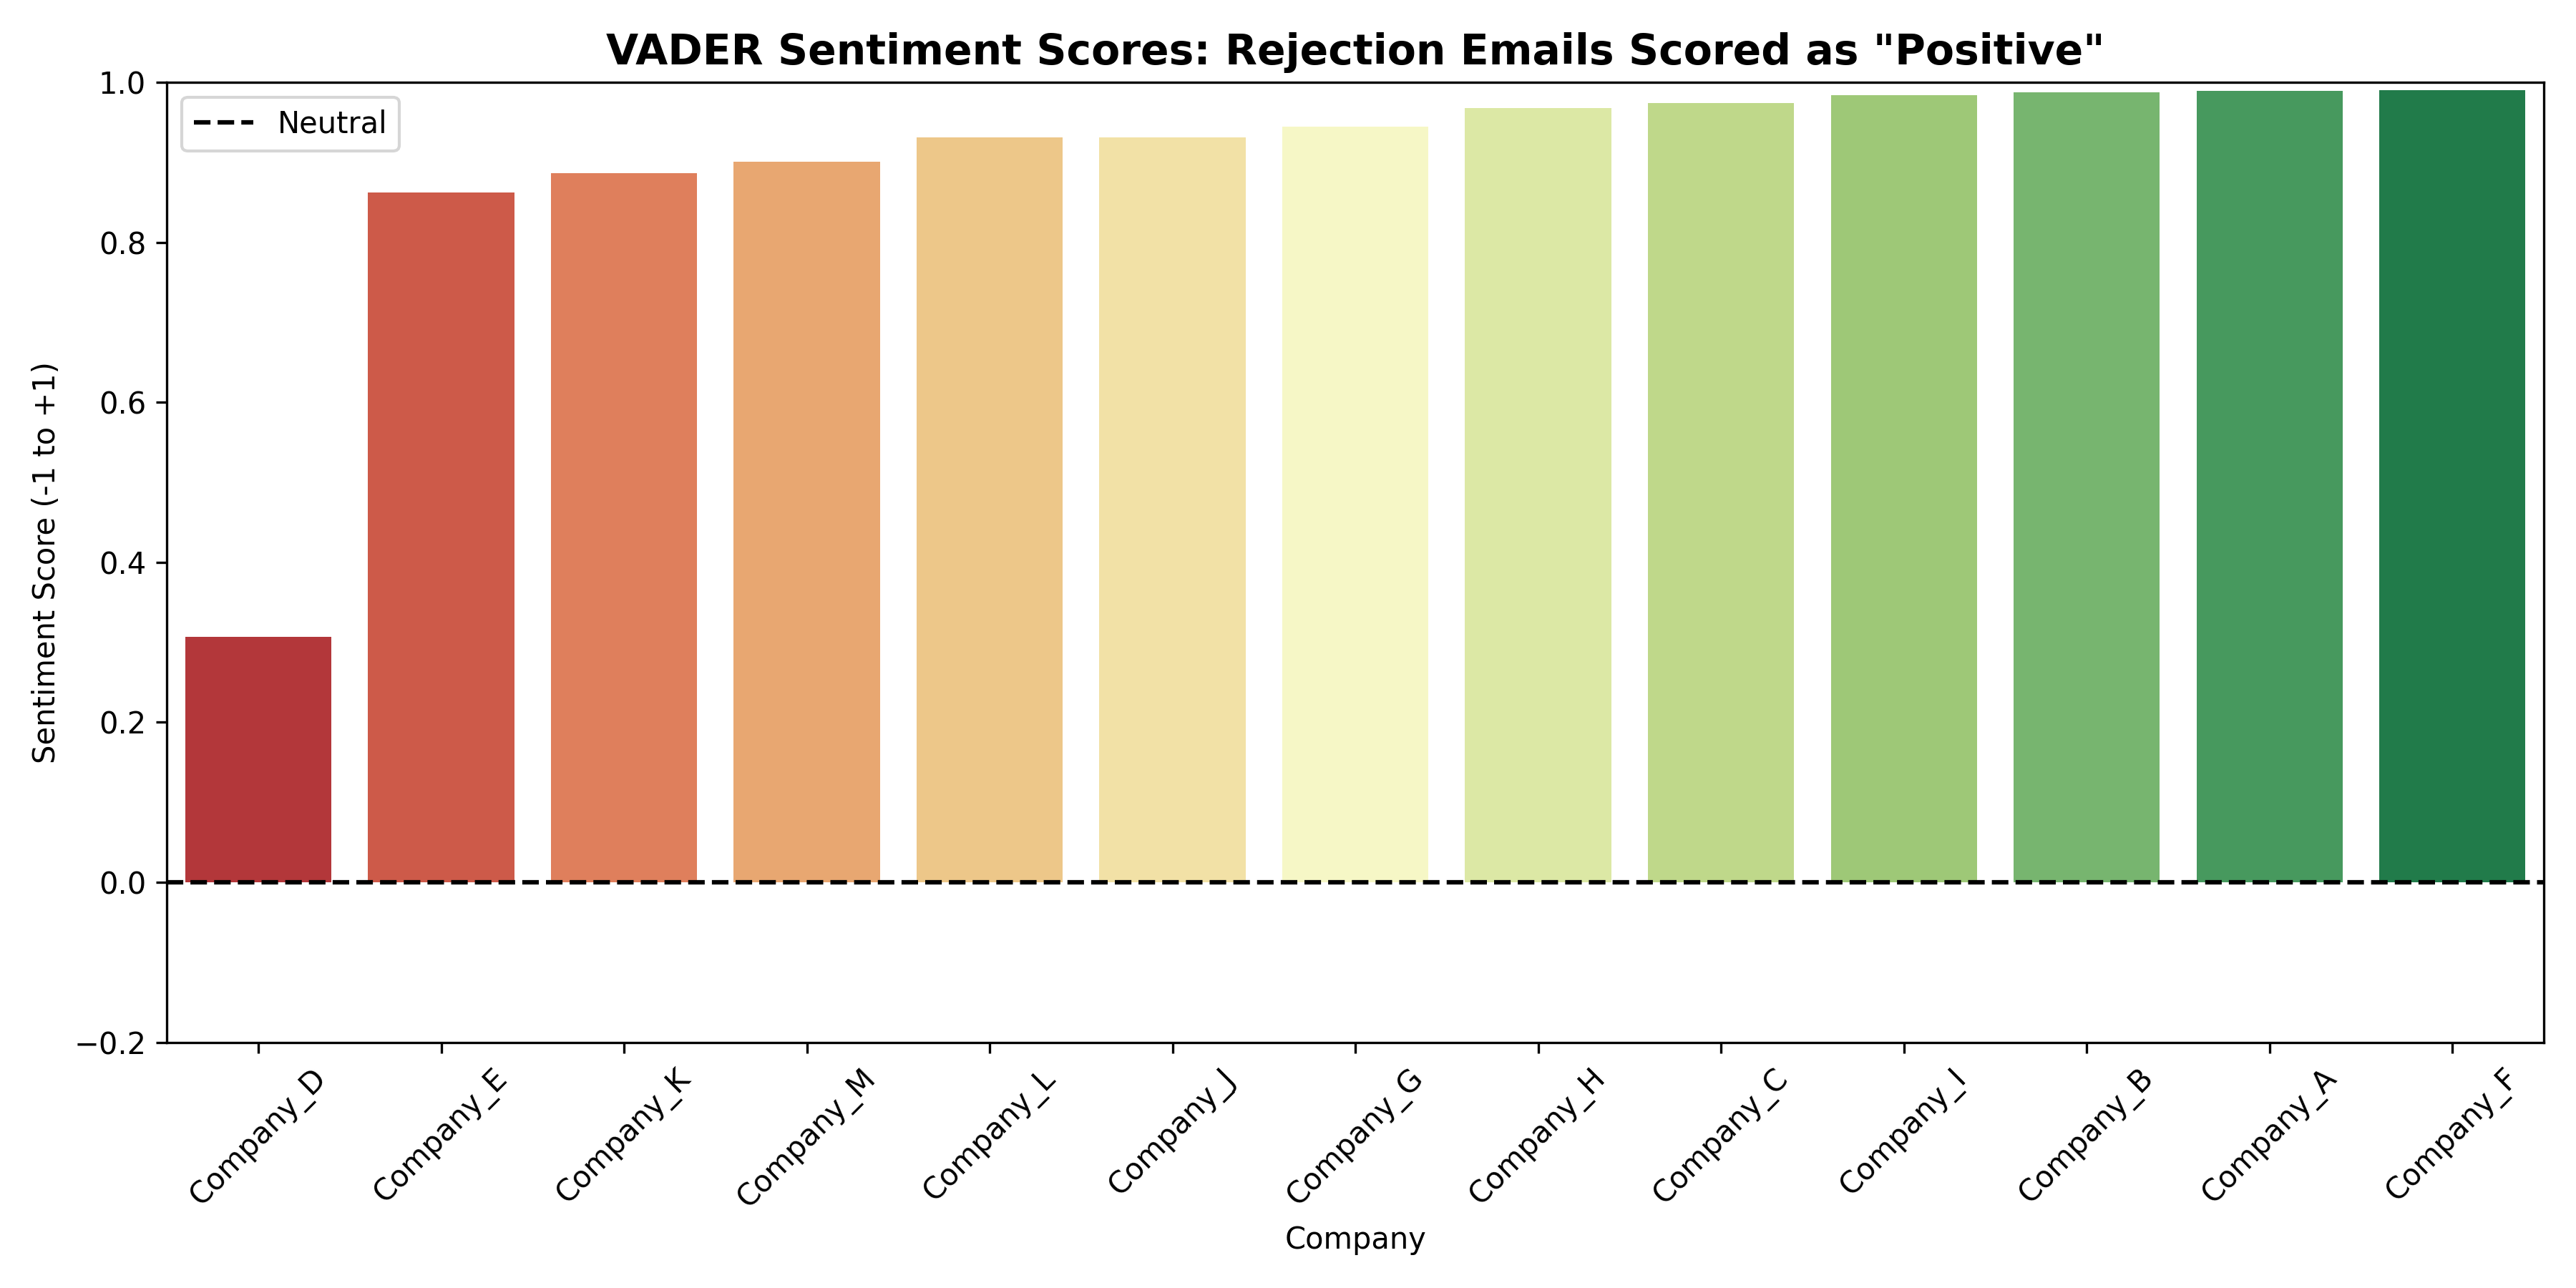 VADER Sentiment Scores: Rejection Emails Scored as "Positive"
Neutral
Sentiment Score (-1 to +1)
1.0
0.8
0.6
0.4
0.2
0.0
−0.2
Company_D
Company_E
Company_K
Company_M
Company_L
Company_J
Company_G
Company_H
Company_C
Company_I
Company_B
Company_A
Company_F
Company